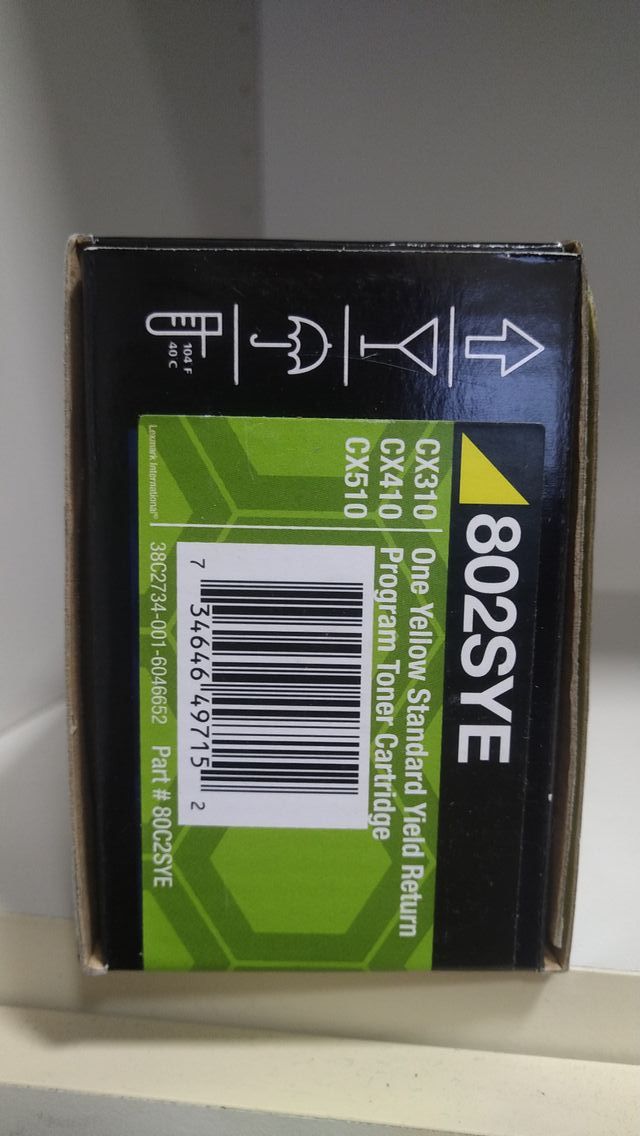 104 F
40 C
802SYE
CX310
CX410
CX510
One Yellow Standard Yield Return
Program Toner Cartridge
7 34646 49715 2
Lexmark International®
38C2734-001-6046652
Part # 80C2SYE